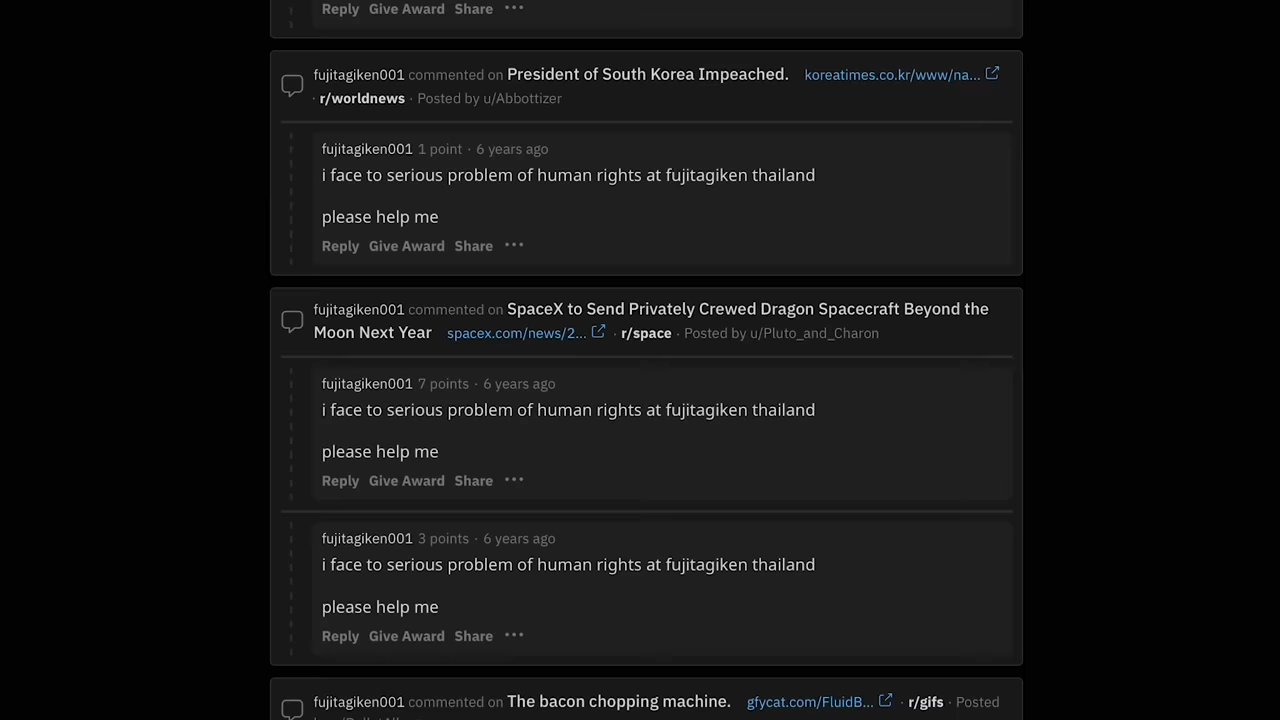 Reply Give Award Share
fujitagiken001 commented on President of South Korea Impeached. koreatimes.co.kr/www/na...
· r/worldnews · Posted by u/Abbottizer
fujitagiken001 1 point · 6 years ago
i face to serious problem of human rights at fujitagiken thailand
please help me
Reply Give Award Share
fujitagiken001 commented on SpaceX to Send Privately Crewed Dragon Spacecraft Beyond the
Moon Next Year spacex.com/news/2... · r/space · Posted by u/Pluto_and_Charon
fujitagiken001 7 points · 6 years ago
i face to serious problem of human rights at fujitagiken thailand
please help me
Reply Give Award Share
fujitagiken001 3 points · 6 years ago
i face to serious problem of human rights at fujitagiken thailand
please help me
Reply Give Award Share
fujitagiken001 commented on The bacon chopping machine. gfycat.com/FluidB... · r/gifs · Posted